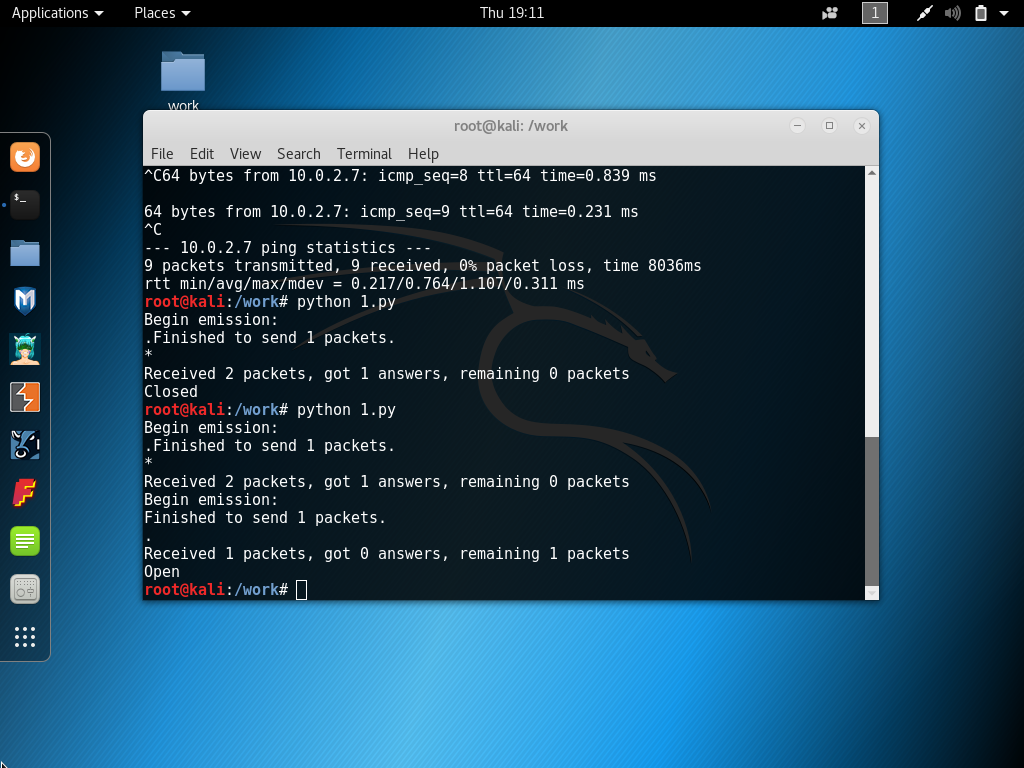 Applications Places Thu 19:11 1
work
root@kali: /work
File Edit View Search Terminal Help
^C64 bytes from 10.0.2.7: icmp_seq=8 ttl=64 time=0.839 ms
64 bytes from 10.0.2.7: icmp_seq=9 ttl=64 time=0.231 ms
^C
--- 10.0.2.7 ping statistics ---
9 packets transmitted, 9 received, 0% packet loss, time 8036ms
rtt min/avg/max/mdev = 0.217/0.764/1.107/0.311 ms
root@kali:/work# python 1.py
Begin emission:
.Finished to send 1 packets.
*
Received 2 packets, got 1 answers, remaining 0 packets
Closed
root@kali:/work# python 1.py
Begin emission:
.Finished to send 1 packets.
*
Received 2 packets, got 1 answers, remaining 0 packets
Begin emission:
Finished to send 1 packets.
.
Received 1 packets, got 0 answers, remaining 1 packets
Open
root@kali:/work#